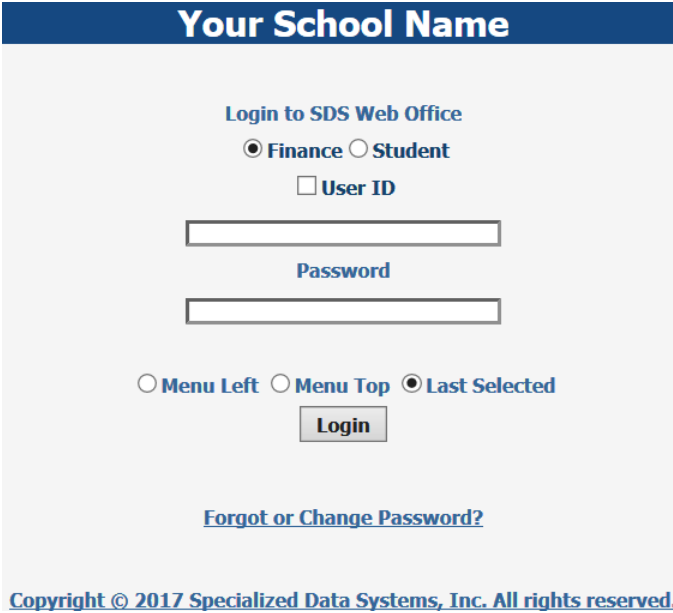 Your School Name
Login to SDS Web Office
Finance Student
User ID
Password
Menu Left Menu Top Last Selected
Login
Forgot or Change Password?
Copyright © 2017 Specialized Data Systems, Inc. All rights reserved.